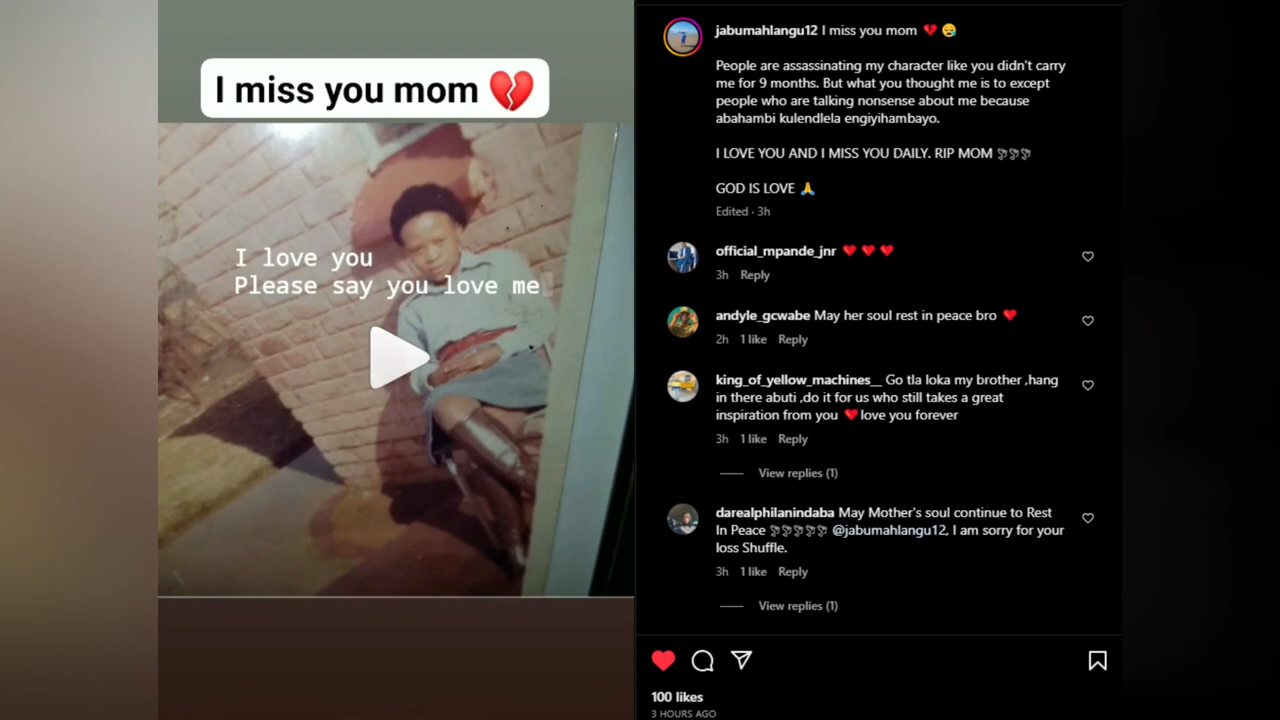 I miss you mom 💔
I love you
Please say you love me
jabumahlangu12 I miss you mom 💔 😪
People are assassinating my character like you didn't carry
me for 9 months. But what you thought me is to except
people who are talking nonsense about me because
abahambi kulendlela engiyihambayo.
I LOVE YOU AND I MISS YOU DAILY. RIP MOM 🕊🕊🕊
GOD IS LOVE 🙏
Edited · 3h
official_mpande_jnr ❤️ ❤️ ❤️
3h Reply
andyle_gcwabe May her soul rest in peace bro ❤️
2h 1 like Reply
king_of_yellow_machines__ Go tla loka my brother ,hang
in there abuti ,do it for us who still takes a great
inspiration from you ❤️love you forever
3h 1 like Reply
View replies (1)
darealphilanindaba May Mother's soul continue to Rest
In Peace 🕊🕊🕊🕊🕊 @jabumahlangu12, I am sorry for your
loss Shuffle.
3h 1 like Reply
View replies (1)
100 likes
3 HOURS AGO